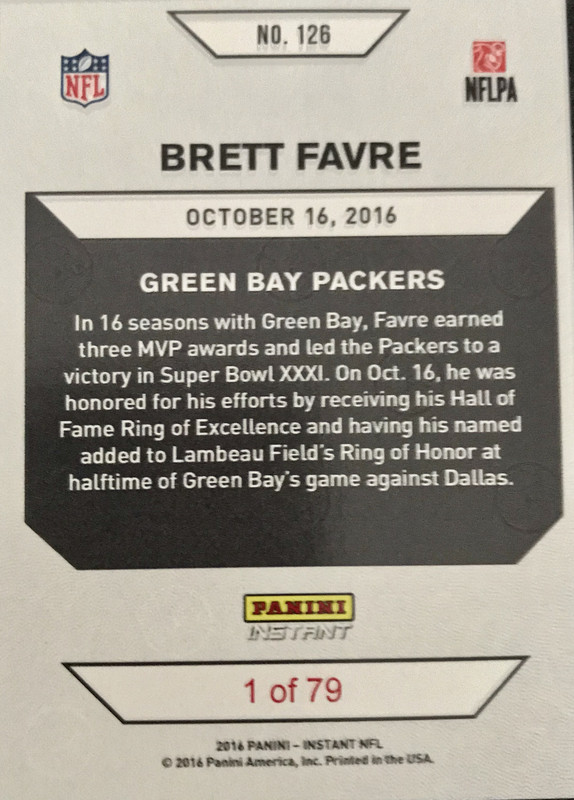 NO. 126
NFL
NFLPA
BRETT FAVRE
OCTOBER 16, 2016
GREEN BAY PACKERS
In 16 seasons with Green Bay, Favre earned
three MVP awards and led the Packers to a
victory in Super Bowl XXXI. On Oct. 16, he was
honored for his efforts by receiving his Hall of
Fame Ring of Excellence and having his named
added to Lambeau Field's Ring of Honor at
halftime of Green Bay's game against Dallas.
PANINI
INSTANT
1 of 79
2016 PANINI – INSTANT NFL
© 2016 Panini America, Inc. Printed in the USA.